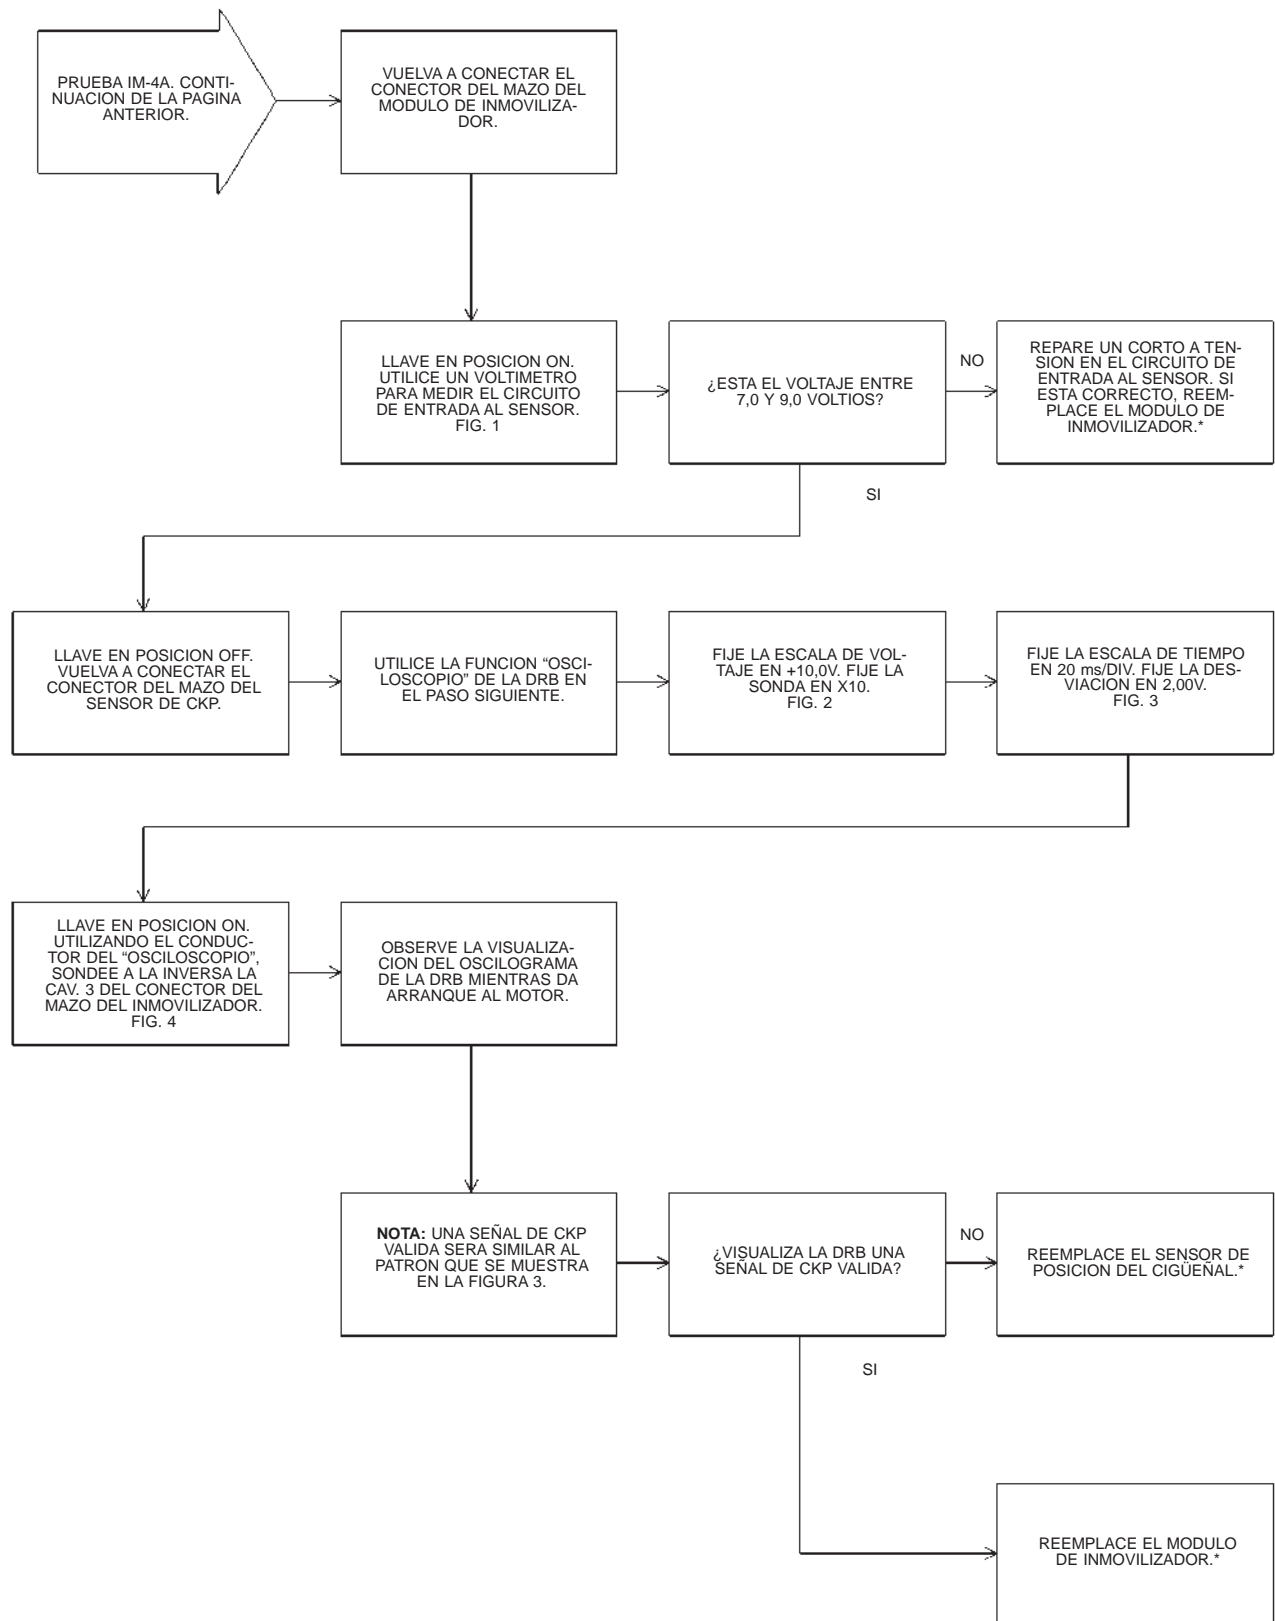 PRUEBA IM-4A. CONTI-
NUACION DE LA PAGINA
ANTERIOR.
VUELVA A CONECTAR EL
CONECTOR DEL MAZO DEL
MODULO DE INMOVILIZA-
DOR.
LLAVE EN POSICION ON.
UTILICE UN VOLTIMETRO
PARA MEDIR EL CIRCUITO
DE ENTRADA AL SENSOR.
FIG. 1
¿ESTA EL VOLTAJE ENTRE
7,0 Y 9,0 VOLTIOS?
NO
REPARE UN CORTO A TEN-
SION EN EL CIRCUITO DE
ENTRADA AL SENSOR. SI
ESTA CORRECTO, REEM-
PLACE EL MODULO DE
INMOVILIZADOR.*
SI
LLAVE EN POSICION OFF.
VUELVA A CONECTAR EL
CONECTOR DEL MAZO DEL
SENSOR DE CKP.
UTILICE LA FUNCION “OSCI-
LOSCOPIO” DE LA DRB EN
EL PASO SIGUIENTE.
FIJE LA ESCALA DE VOL-
TAJE EN +10,0V. FIJE LA
SONDA EN X10.
FIG. 2
FIJE LA ESCALA DE TIEMPO
EN 20 ms/DIV. FIJE LA DES-
VIACION EN 2,00V.
FIG. 3
LLAVE EN POSICION ON.
UTILIZANDO EL CONDUC-
TOR DEL “OSCILOSCOPIO”,
SONDEE A LA INVERSA LA
CAV. 3 DEL CONECTOR DEL
MAZO DEL INMOVILIZADOR.
FIG. 4
OBSERVE LA VISUALIZA-
CION DEL OSCILOGRAMA
DE LA DRB MIENTRAS DA
ARRANQUE AL MOTOR.
NOTA: UNA SEÑAL DE CKP
VALIDA SERA SIMILAR AL
PATRON QUE SE MUESTRA
EN LA FIGURA 3.
¿VISUALIZA LA DRB UNA
SEÑAL DE CKP VALIDA?
NO
REEMPLACE EL SENSOR DE
POSICION DEL CIGÜEÑAL.*
SI
REEMPLACE EL MODULO
DE INMOVILIZADOR.*